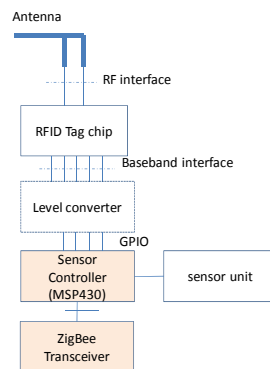 Antenna
RF interface
RFID Tag chip
Baseband interface
Level converter
GPIO
Sensor
Controller
(MSP430)
sensor unit
ZigBee
Transceiver